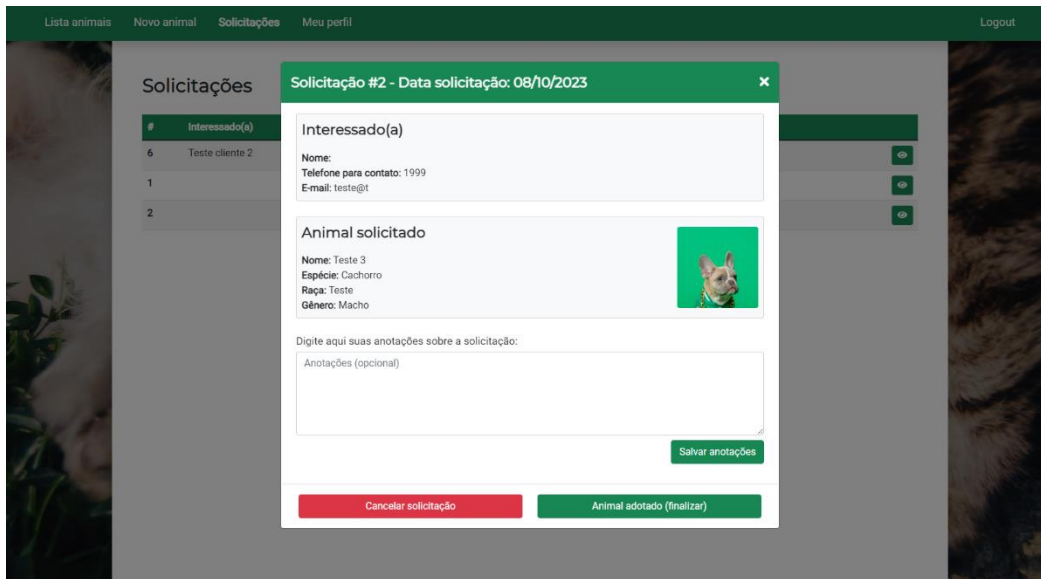 Lista animais Novo animal Solicitações Meu perfil Logout
Solicitações
# Interessado(a)
6 Teste cliente 2
1
2
Solicitação #2 - Data solicitação: 08/10/2023 ×
Interessado(a)
Nome:
Telefone para contato: 1999
E-mail: teste@t
Animal solicitado
Nome: Teste 3
Espécie: Cachorro
Raça: Teste
Gênero: Macho
Digite aqui suas anotações sobre a solicitação:
Anotações (opcional)
Salvar anotações
Cancelar solicitação Animal adotado (finalizar)